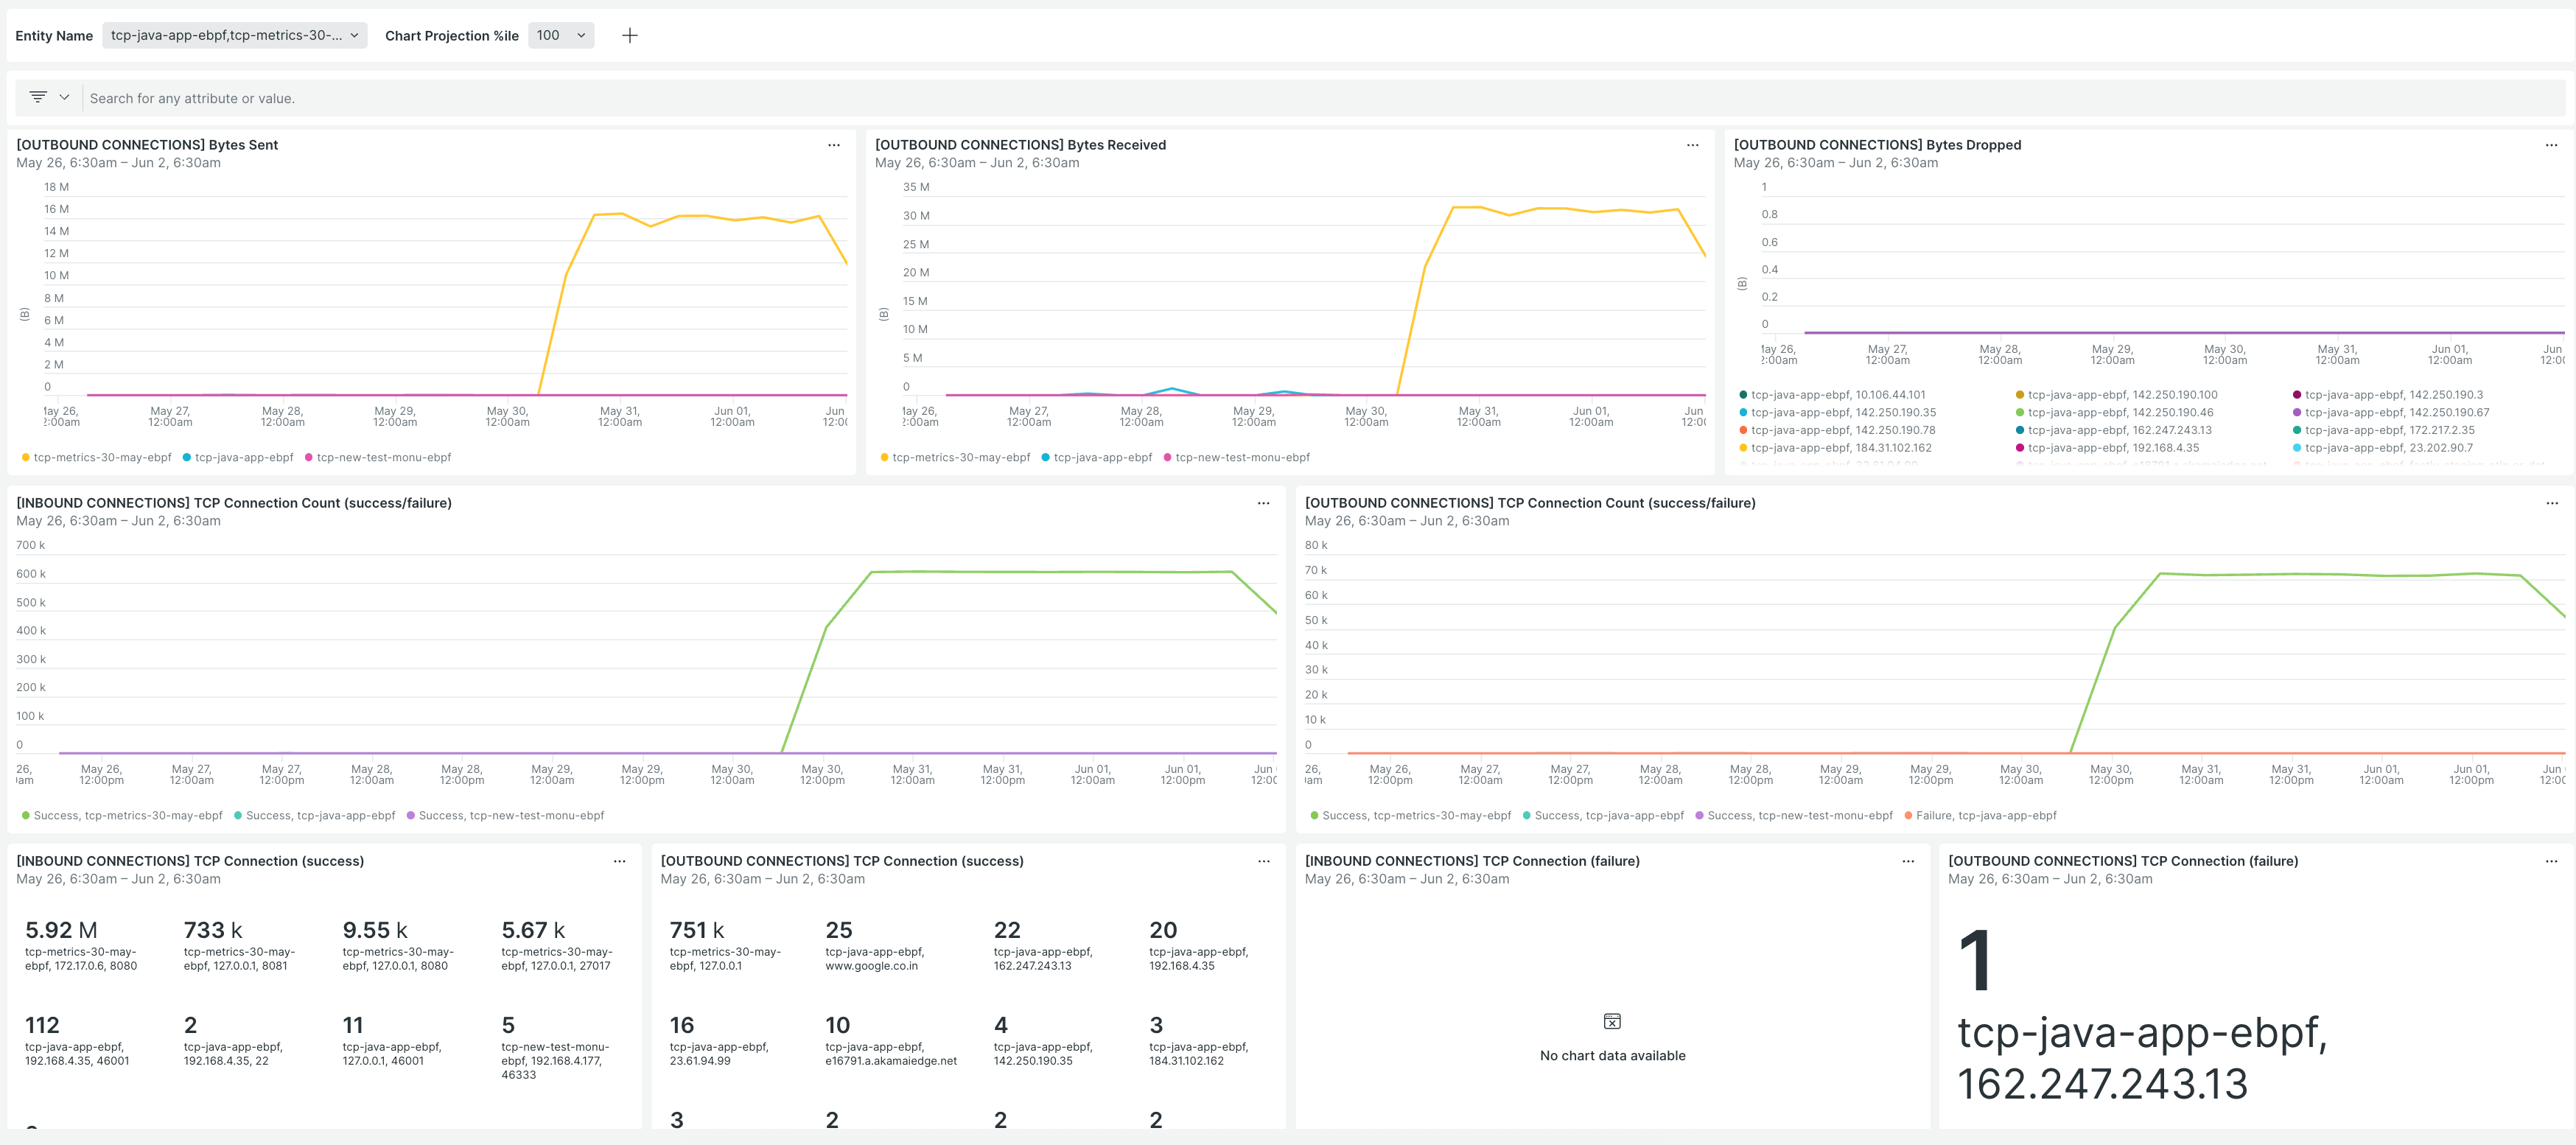 Entity Name tcp-java-app-ebpf,tcp-metrics-30-... Chart Projection %ile 100
Search for any attribute or value.
[OUTBOUND CONNECTIONS] Bytes Sent
May 26, 6:30am – Jun 2, 6:30am
18 M
16 M
14 M
12 M
10 M
8 M
6 M
4 M
2 M
0
(B)
May 27, 12:00am
May 28, 12:00am
May 29, 12:00am
May 30, 12:00am
May 31, 12:00am
Jun 01, 12:00am
tcp-metrics-30-may-ebpf tcp-java-app-ebpf tcp-new-test-monu-ebpf
[OUTBOUND CONNECTIONS] Bytes Received
May 26, 6:30am – Jun 2, 6:30am
35 M
30 M
25 M
20 M
15 M
10 M
5 M
0
(B)
May 27, 12:00am
May 28, 12:00am
May 29, 12:00am
May 30, 12:00am
May 31, 12:00am
Jun 01, 12:00am
tcp-metrics-30-may-ebpf tcp-java-app-ebpf tcp-new-test-monu-ebpf
[OUTBOUND CONNECTIONS] Bytes Dropped
May 26, 6:30am – Jun 2, 6:30am
1
0.8
0.6
0.4
0.2
0
(B)
May 27, 12:00am
May 28, 12:00am
May 29, 12:00am
May 30, 12:00am
May 31, 12:00am
Jun 01, 12:00am
tcp-java-app-ebpf, 10.106.44.101 tcp-java-app-ebpf, 142.250.190.100 tcp-java-app-ebpf, 142.250.190.3
tcp-java-app-ebpf, 142.250.190.35 tcp-java-app-ebpf, 142.250.190.46 tcp-java-app-ebpf, 142.250.190.67
tcp-java-app-ebpf, 142.250.190.78 tcp-java-app-ebpf, 162.247.243.13 tcp-java-app-ebpf, 172.217.2.35
tcp-java-app-ebpf, 184.31.102.162 tcp-java-app-ebpf, 192.168.4.35 tcp-java-app-ebpf, 23.202.90.7
[INBOUND CONNECTIONS] TCP Connection Count (success/failure)
May 26, 6:30am – Jun 2, 6:30am
700 k
600 k
500 k
400 k
300 k
200 k
100 k
0
May 26, 12:00pm
May 27, 12:00am
May 27, 12:00pm
May 28, 12:00am
May 28, 12:00pm
May 29, 12:00am
May 29, 12:00pm
May 30, 12:00am
May 30, 12:00pm
May 31, 12:00am
May 31, 12:00pm
Jun 01, 12:00am
Jun 01, 12:00pm
Success, tcp-metrics-30-may-ebpf Success, tcp-java-app-ebpf Success, tcp-new-test-monu-ebpf
[OUTBOUND CONNECTIONS] TCP Connection Count (success/failure)
May 26, 6:30am – Jun 2, 6:30am
80 k
70 k
60 k
50 k
40 k
30 k
20 k
10 k
0
May 26, 12:00pm
May 27, 12:00am
May 27, 12:00pm
May 28, 12:00am
May 28, 12:00pm
May 29, 12:00am
May 29, 12:00pm
May 30, 12:00am
May 30, 12:00pm
May 31, 12:00am
May 31, 12:00pm
Jun 01, 12:00am
Jun 01, 12:00pm
Success, tcp-metrics-30-may-ebpf Success, tcp-java-app-ebpf Success, tcp-new-test-monu-ebpf Failure, tcp-java-app-ebpf
[INBOUND CONNECTIONS] TCP Connection (success)
May 26, 6:30am – Jun 2, 6:30am
5.92 M
tcp-metrics-30-may-
ebpf, 172.17.0.6, 8080
733 k
tcp-metrics-30-may-
ebpf, 127.0.0.1, 8081
9.55 k
tcp-metrics-30-may-
ebpf, 127.0.0.1, 8080
5.67 k
tcp-metrics-30-may-
ebpf, 127.0.0.1, 27017
112
tcp-java-app-ebpf,
192.168.4.35, 46001
2
tcp-java-app-ebpf,
192.168.4.35, 22
11
tcp-java-app-ebpf,
127.0.0.1, 46001
5
tcp-new-test-monu-
ebpf, 192.168.4.177,
46333
[OUTBOUND CONNECTIONS] TCP Connection (success)
May 26, 6:30am – Jun 2, 6:30am
751 k
tcp-metrics-30-may-
ebpf, 127.0.0.1
25
tcp-java-app-ebpf,
www.google.co.in
22
tcp-java-app-ebpf,
162.247.243.13
20
tcp-java-app-ebpf,
192.168.4.35
16
tcp-java-app-ebpf,
23.61.94.99
10
tcp-java-app-ebpf,
e16791.a.akamaiedge.net
4
tcp-java-app-ebpf,
142.250.190.35
3
tcp-java-app-ebpf,
184.31.102.162
3
2
2
2
[INBOUND CONNECTIONS] TCP Connection (failure)
May 26, 6:30am – Jun 2, 6:30am
No chart data available
[OUTBOUND CONNECTIONS] TCP Connection (failure)
May 26, 6:30am – Jun 2, 6:30am
1
tcp-java-app-ebpf,
162.247.243.13